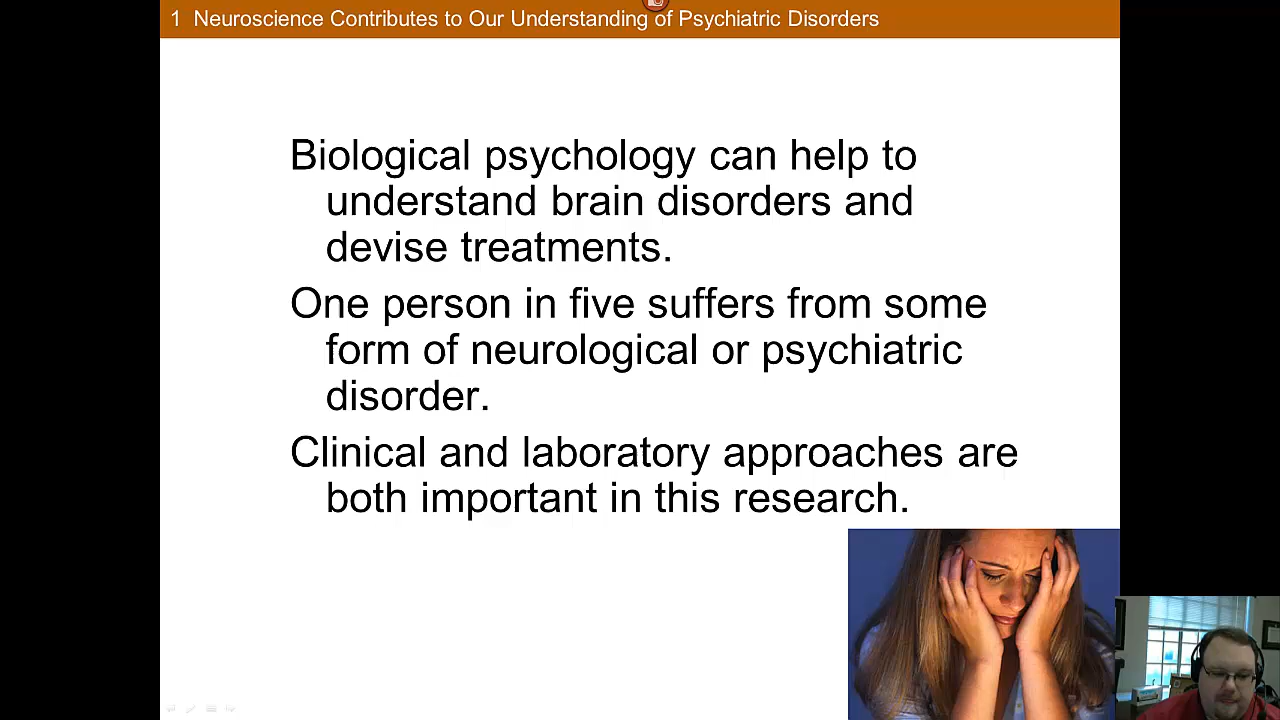 1 Neuroscience Contributes to Our Understanding of Psychiatric Disorders
Biological psychology can help to
understand brain disorders and
devise treatments.
One person in five suffers from some
form of neurological or psychiatric
disorder.
Clinical and laboratory approaches are
both important in this research.